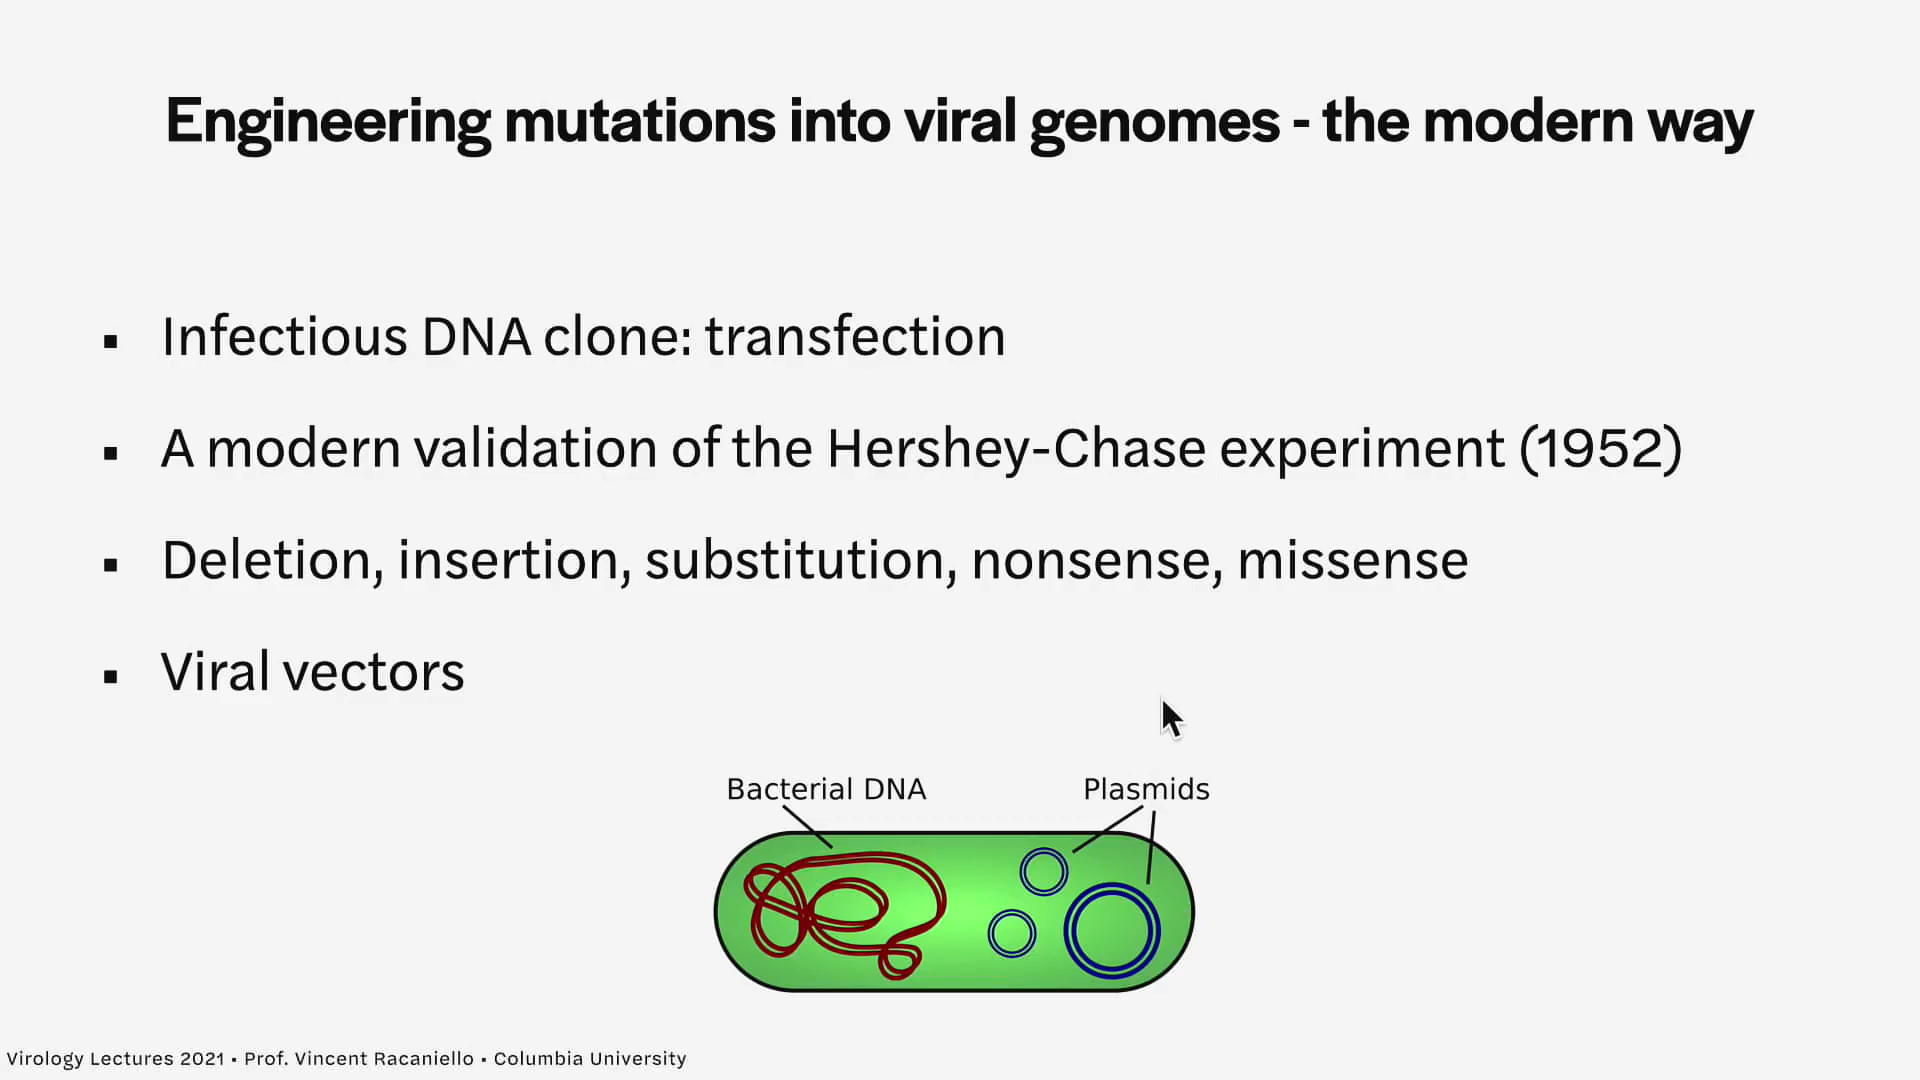 Engineering mutations into viral genomes - the modern way
▪ Infectious DNA clone: transfection
▪ A modern validation of the Hershey-Chase experiment (1952)
▪ Deletion, insertion, substitution, nonsense, missense
▪ Viral vectors
Bacterial DNA
Plasmids
Virology Lectures 2021 • Prof. Vincent Racaniello • Columbia University